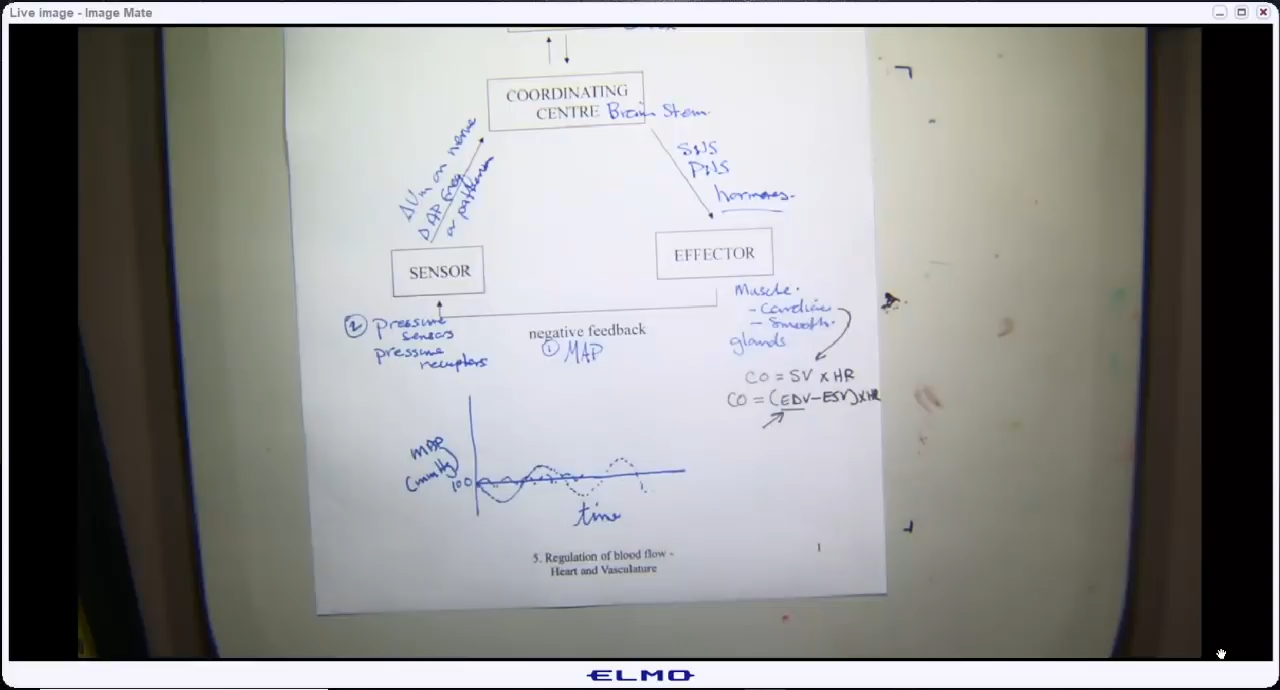 Live image - Image Mate
COORDINATING
CENTRE Brain Stem
SNS
PNS
hormones
ΔVm on nerve
ΔAP freq
or pattern
SENSOR
EFFECTOR
negative feedback
① MAP
② pressure
sensors
pressure
receptors
Muscle
- Cardiac
- Smooth
glands
CO = SV x HR
CO = (EDV-ESV) x HR
MAP
(mmHg)
100
time
5. Regulation of blood flow -
Heart and Vasculature
1
ELMO